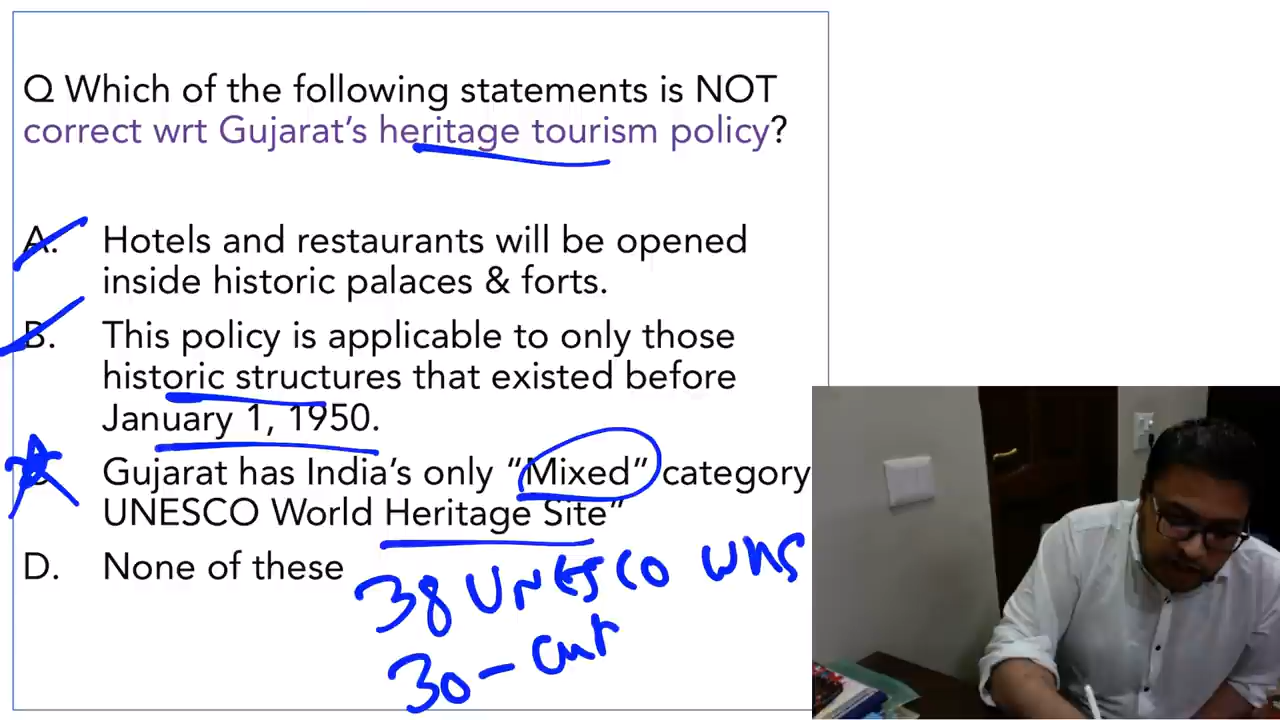 Q Which of the following statements is NOT
correct wrt Gujarat’s heritage tourism policy?
A. Hotels and restaurants will be opened
inside historic palaces & forts.
B. This policy is applicable to only those
historic structures that existed before
January 1, 1950.
Gujarat has India’s only “Mixed” category
UNESCO World Heritage Site”
D. None of these
38 UNESCO WHS
30 - Cut